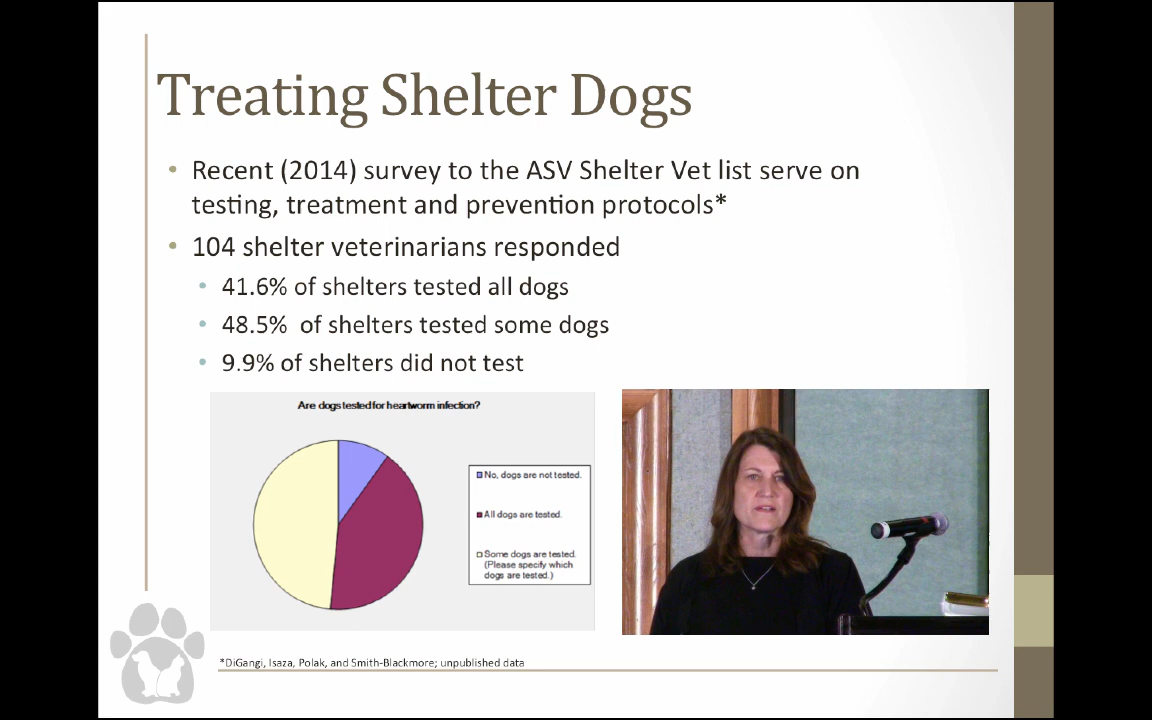 Treating Shelter Dogs
• Recent (2014) survey to the ASV Shelter Vet list serve on
testing, treatment and prevention protocols*
• 104 shelter veterinarians responded
• 41.6% of shelters tested all dogs
• 48.5% of shelters tested some dogs
• 9.9% of shelters did not test
Are dogs tested for heartworm infection?
No, dogs are not tested.
All dogs are tested.
Some dogs are tested.
(Please specify which
dogs are tested.)
*DiGangi, Isaza, Polak, and Smith-Blackmore; unpublished data